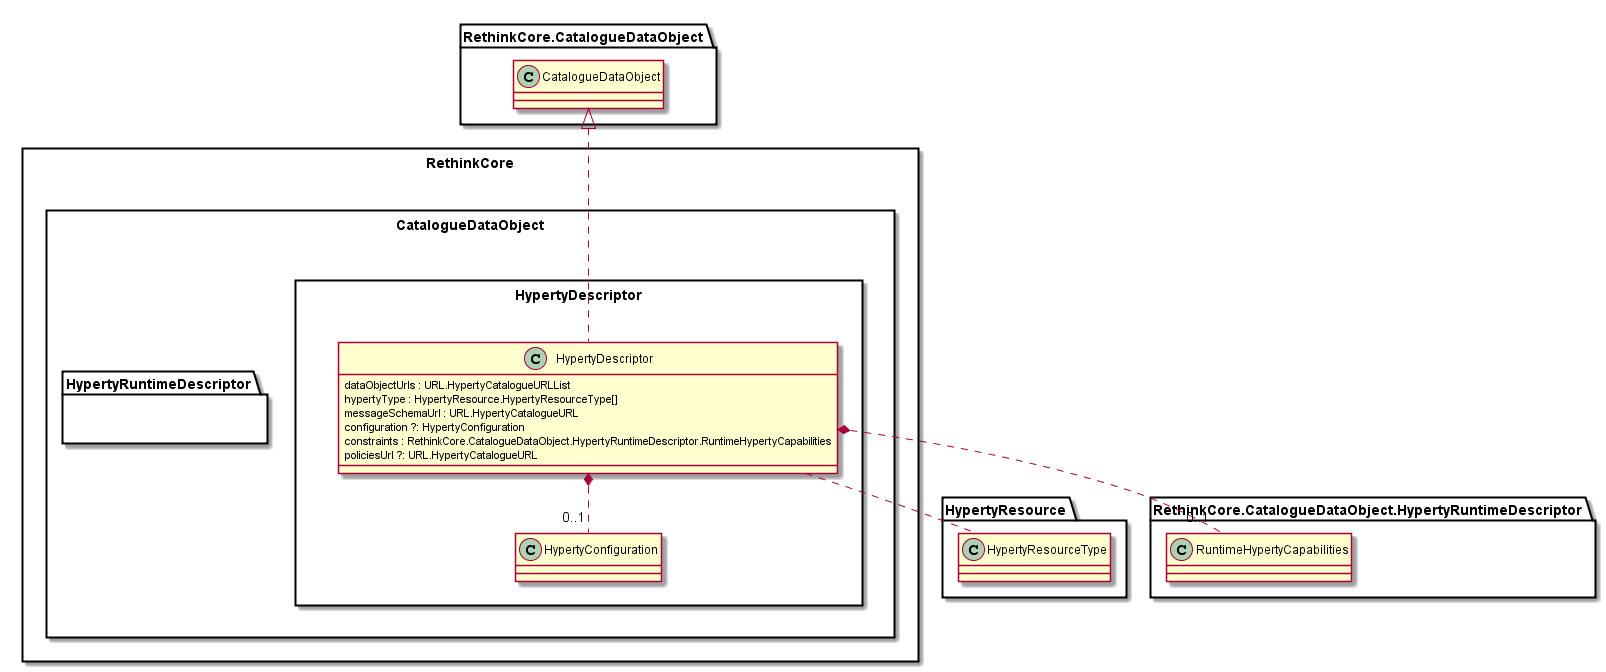 RethinkCore.CatalogueDataObject
C CatalogueDataObject
RethinkCore
CatalogueDataObject
HypertyDescriptor
C HypertyDescriptor
dataObjectUrls : URL.HypertyCatalogueURLList
hypertyType : HypertyResource.HypertyResourceType[]
messageSchemaUrl : URL.HypertyCatalogueURL
configuration ?: HypertyConfiguration
constraints : RethinkCore.CatalogueDataObject.HypertyRuntimeDescriptor.RuntimeHypertyCapabilities
policiesUrl ?: URL.HypertyCatalogueURL
HypertyRuntimeDescriptor
0..1
C HypertyConfiguration
HypertyResource
C HypertyResourceType
RethinkCore.CatalogueDataObject.HypertyRuntimeDescriptor
0..1
C RuntimeHypertyCapabilities